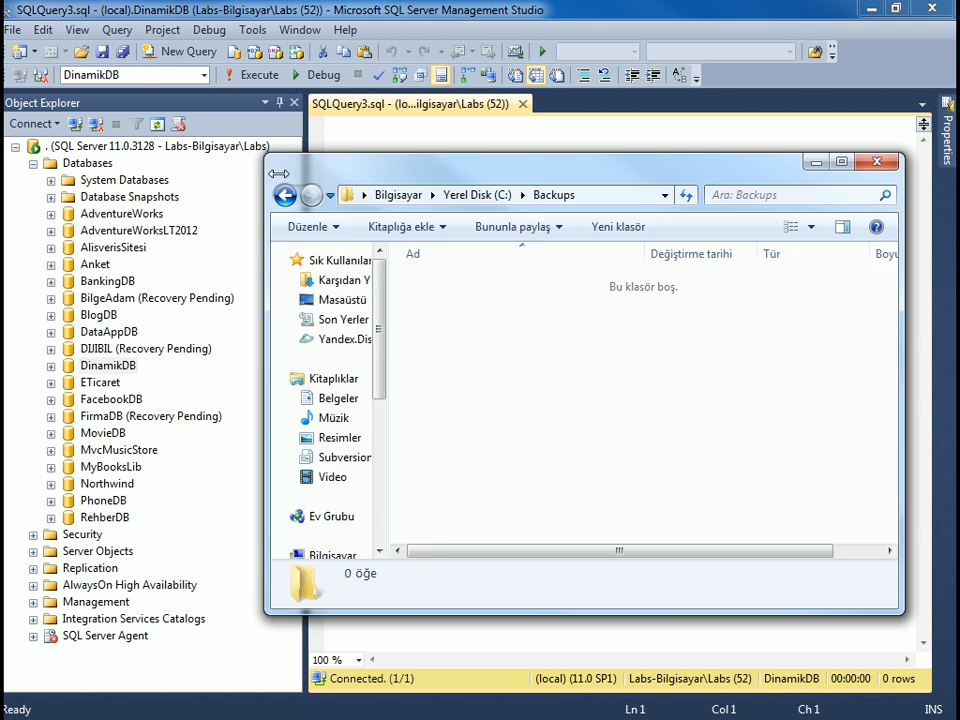 SQLQuery3.sql - (local).DinamikDB (Labs-Bilgisayar\Labs (52)) - Microsoft SQL Server Management Studio
File Edit View Query Project Debug Tools Window Help
New Query
DinamikDB Execute Debug
Object Explorer
SQLQuery3.sql - (lo...ilgisayar\Labs (52))
Connect
Properties
. (SQL Server 11.0.3128 - Labs-Bilgisayar\Labs)
Databases
System Databases
Database Snapshots
AdventureWorks
AdventureWorksLT2012
AlisverisSitesi
Anket
BankingDB
BilgeAdam (Recovery Pending)
BlogDB
DataAppDB
DIJIBIL (Recovery Pending)
DinamikDB
ETicaret
FacebookDB
FirmaDB (Recovery Pending)
MovieDB
MvcMusicStore
MyBooksLib
Northwind
PhoneDB
RehberDB
Security
Server Objects
Replication
AlwaysOn High Availability
Management
Integration Services Catalogs
SQL Server Agent
Bilgisayar Yerel Disk (C:) Backups
Ara: Backups
Düzenle Kitaplığa ekle Bununla paylaş Yeni klasör
Sık Kullanılar
Karşıdan Y
Masaüstü
Son Yerler
Yandex.Dis
Kitaplıklar
Belgeler
Müzik
Resimler
Subversion
Video
Ev Grubu
Bilgisayar
Ad Değiştirme tarihi Tür Boyu
Bu klasör boş.
0 öğe
100 %
Connected. (1/1) (local) (11.0 SP1) Labs-Bilgisayar\Labs (52) DinamikDB 00:00:00 0 rows
Ready Ln 1 Col 1 Ch 1 INS